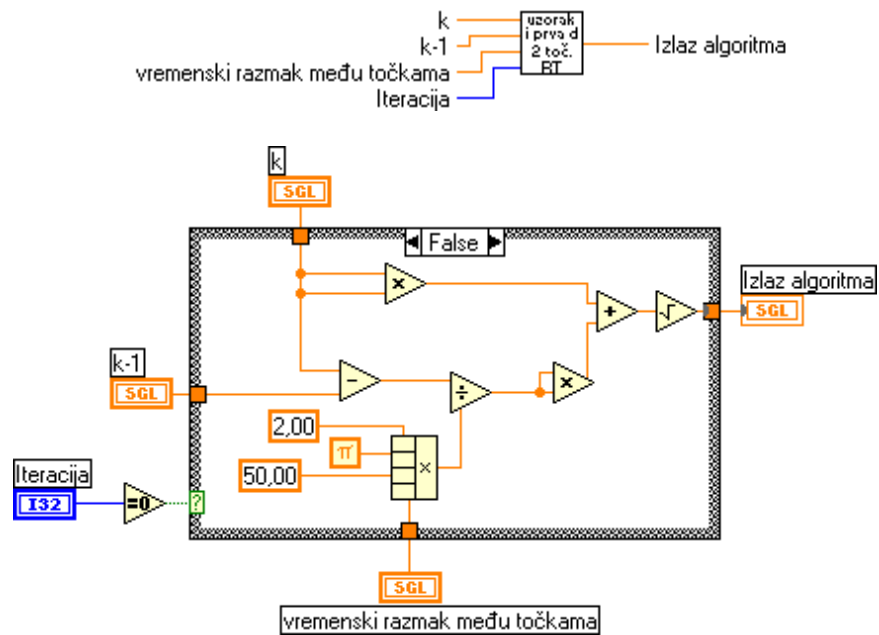 k
k-1
vremenski razmak među točkama
Iteracija
uzorak
i prva d
2 toč.
RT
Izlaz algoritma
k
SGL
False
×
+
√
Izlaz algoritma
SGL
k-1
SGL
-
÷
×
2,00
π
50,00
×
Iteracija
I32
=0
?
SGL
vremenski razmak među točkama